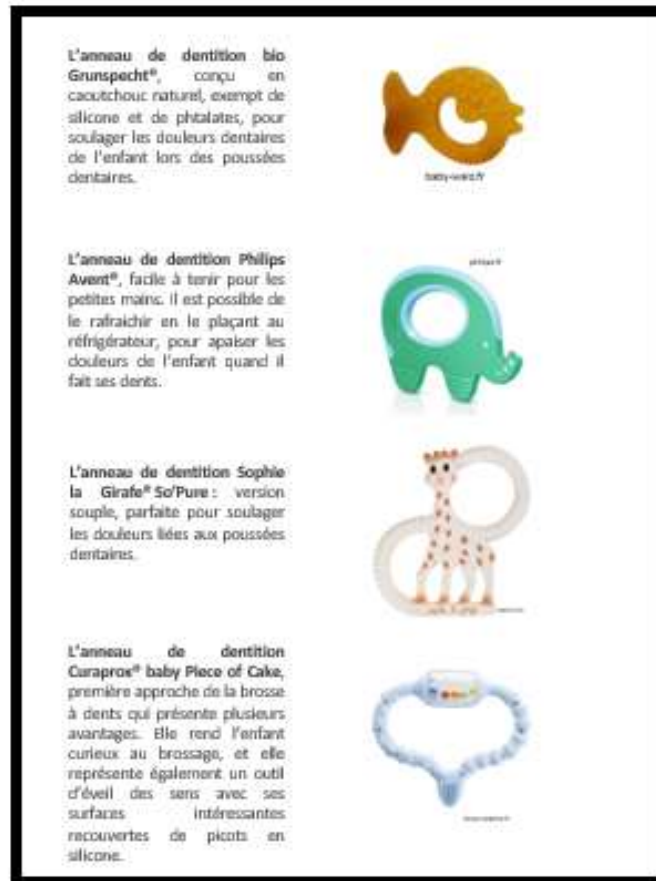 L'anneau de dentition bio
Grunspecht®, conçu en
caoutchouc naturel, exempt de
silicone et de phtalates, pour
soulager les douleurs dentaires
de l'enfant lors des poussées
dentaires.
L'anneau de dentition Philips
Avent®, facile à tenir pour les
petites mains. Il est possible de
le rafraichir en le plaçant au
réfrigérateur, pour apaiser les
douleurs de l'enfant quand il
fait ses dents.
L'anneau de dentition Sophie
la Girafe® So'Pure : version
souple, parfaite pour soulager
les douleurs liées aux poussées
dentaires.
L'anneau de dentition
Curaprox® baby Piece of Cake,
première approche de la brosse
à dents qui présente plusieurs
avantages. Elle rend l'enfant
curieux au brossage, et elle
représente également un outil
d'éveil des sens avec ses
surfaces intéressantes
recouvertes de picots en
silicone.